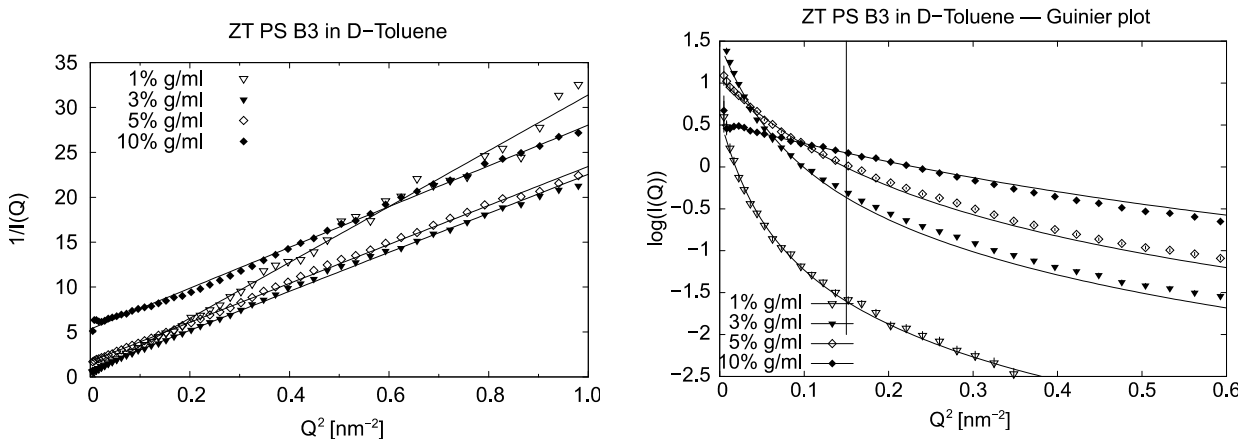 ZT PS B3 in D−Toluene
35
30
25
20
15
10
5
0
1/I(Q)
1% g/ml
3% g/ml
5% g/ml
10% g/ml
0 0.2 0.4 0.6 0.8 1.0
Q² [nm⁻²]
ZT PS B3 in D−Toluene — Guinier plot
1.5
1
0.5
0
−0.5
−1
−1.5
−2
−2.5
log(I(Q))
1% g/ml
3% g/ml
5% g/ml
10% g/ml
0 0.1 0.2 0.3 0.4 0.5 0.6
Q² [nm⁻²]